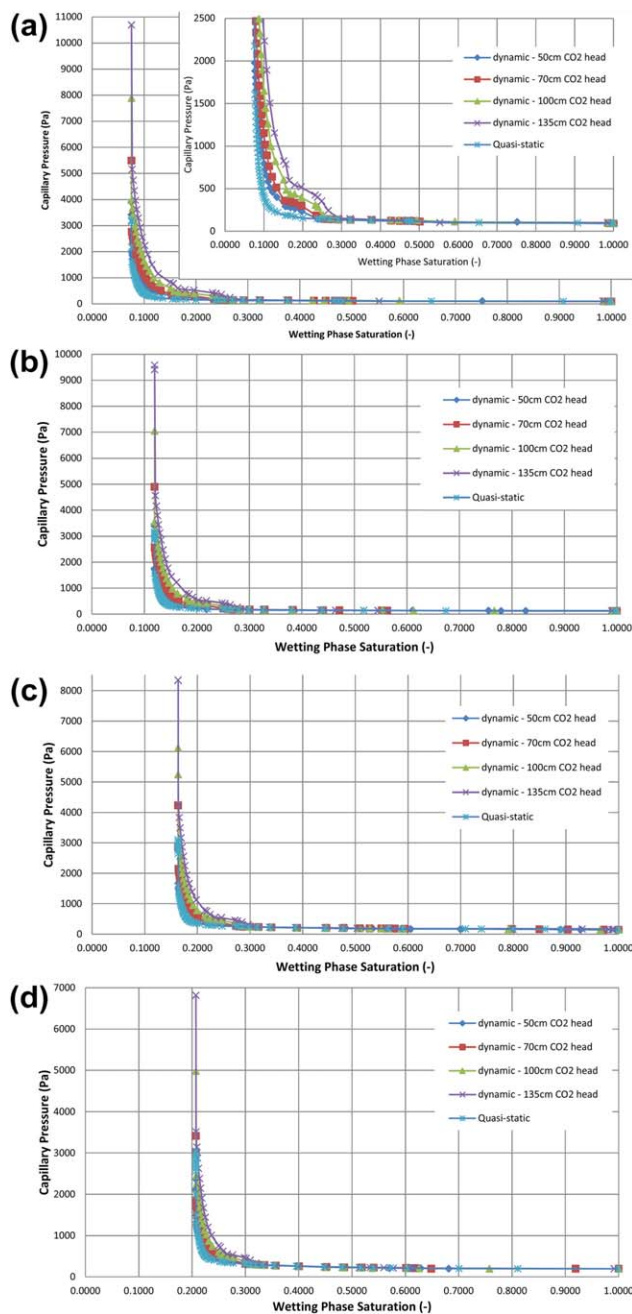 (a)
11000
10000
9000
8000
7000
6000
5000
4000
3000
2000
1000
0
Capillary Pressure (Pa)
2500
2000
1500
1000
500
0
Capillary Pressure (Pa)
dynamic - 50cm CO2 head
dynamic - 70cm CO2 head
dynamic - 100cm CO2 head
dynamic - 135cm CO2 head
Quasi-static
0.0000 0.1000 0.2000 0.3000 0.4000 0.5000 0.6000 0.7000 0.8000 0.9000 1.0000
Wetting Phase Saturation (-)
0.0000 0.1000 0.2000 0.3000 0.4000 0.5000 0.6000 0.7000 0.8000 0.9000 1.0000
Wetting Phase Saturation (-)
(b)
10000
9000
8000
7000
6000
5000
4000
3000
2000
1000
0
Capillary Pressure (Pa)
dynamic - 50cm CO2 head
dynamic - 70cm CO2 head
dynamic - 100cm CO2 head
dynamic - 135cm CO2 head
Quasi-static
0.0000 0.1000 0.2000 0.3000 0.4000 0.5000 0.6000 0.7000 0.8000 0.9000 1.0000
Wetting Phase Saturation (-)
(c)
8000
7000
6000
5000
4000
3000
2000
1000
0
Capillary Pressure (Pa)
dynamic - 50cm CO2 head
dynamic - 70cm CO2 head
dynamic - 100cm CO2 head
dynamic - 135cm CO2 head
Quasi-static
0.0000 0.1000 0.2000 0.3000 0.4000 0.5000 0.6000 0.7000 0.8000 0.9000 1.0000
Wetting Phase Saturation (-)
(d)
7000
6000
5000
4000
3000
2000
1000
0
Capillary Pressure (Pa)
dynamic - 50cm CO2 head
dynamic - 70cm CO2 head
dynamic - 100cm CO2 head
dynamic - 135cm CO2 head
Quasi-static
0.0000 0.1000 0.2000 0.3000 0.4000 0.5000 0.6000 0.7000 0.8000 0.9000 1.0000
Wetting Phase Saturation (-)